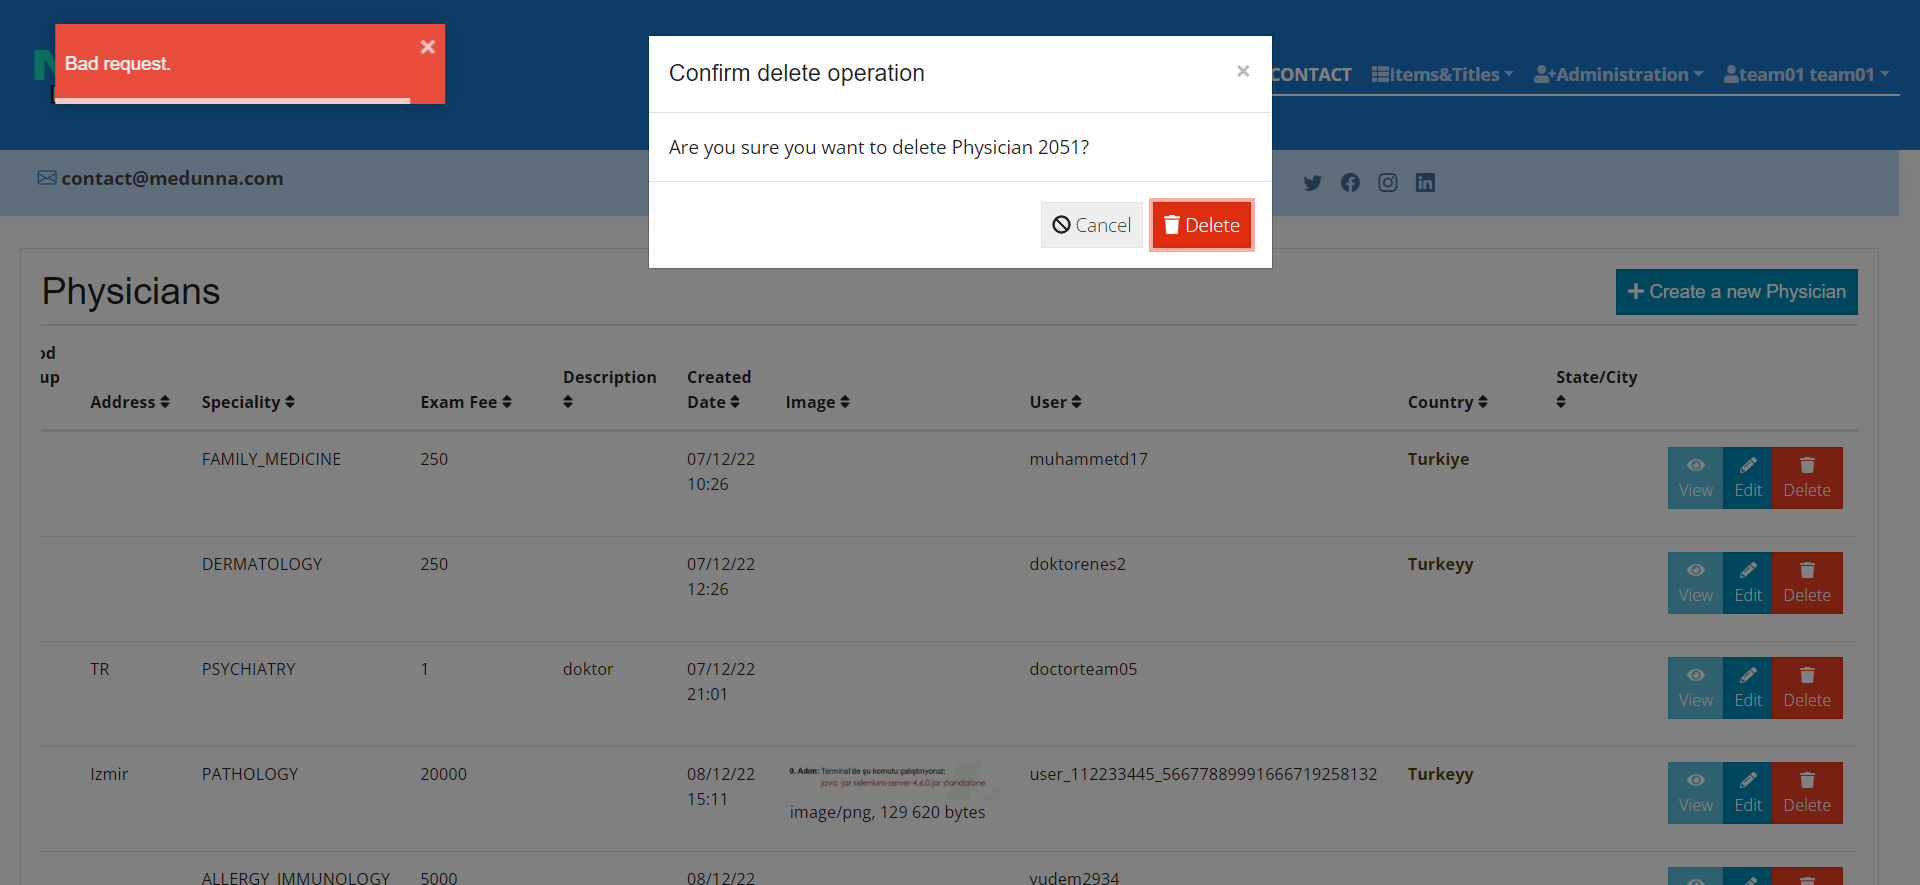 Bad request.
Confirm delete operation
Are you sure you want to delete Physician 2051?
Cancel
Delete
CONTACT
Items&Titles
Administration
team01 team01
contact@medunna.com
Physicians
Create a new Physician
od
up
Address
Speciality
Exam Fee
Description
Created
Date
Image
User
Country
State/City
FAMILY_MEDICINE
250
07/12/22
10:26
muhammetd17
Turkiye
View
Edit
Delete
DERMATOLOGY
250
07/12/22
12:26
doktorenes2
Turkeyy
View
Edit
Delete
TR
PSYCHIATRY
1
doktor
07/12/22
21:01
doctorteam05
View
Edit
Delete
Izmir
PATHOLOGY
20000
08/12/22
15:11
9. Adım: Terminal'de şu komutu çalıştırıyoruz:
java -jar selenium-server-4.6.0.jar standalone
image/png, 129 620 bytes
user_112233445_56677889991666719258132
Turkeyy
View
Edit
Delete
ALLERGY_IMMUNOLOGY
5000
08/12/22
yudem2934